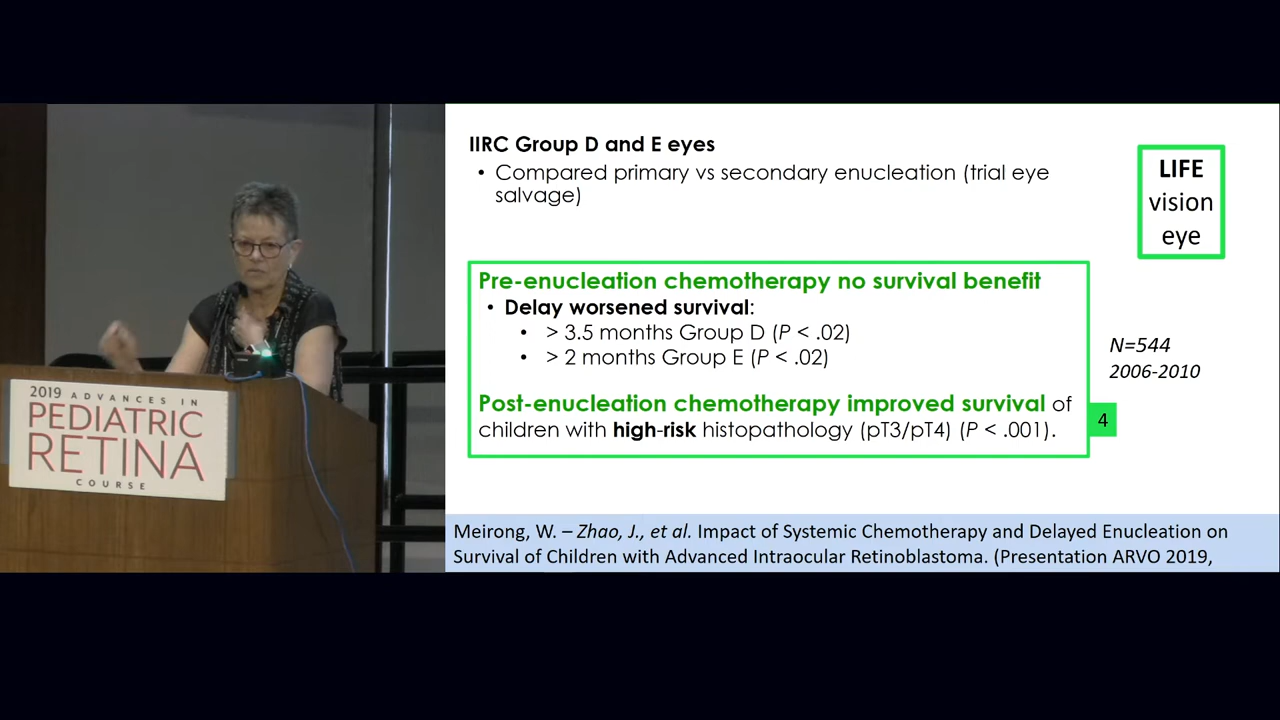 2019 ADVANCES IN
PEDIATRIC
RETINA
COURSE
IIRC Group D and E eyes
• Compared primary vs secondary enucleation (trial eye
salvage)
LIFE
vision
eye
Pre-enucleation chemotherapy no survival benefit
• Delay worsened survival:
• > 3.5 months Group D (P < .02)
• > 2 months Group E (P < .02)
N=544
2006-2010
Post-enucleation chemotherapy improved survival of
children with high-risk histopathology (pT3/pT4) (P < .001).
4
Meirong, W. – Zhao, J., et al. Impact of Systemic Chemotherapy and Delayed Enucleation on
Survival of Children with Advanced Intraocular Retinoblastoma. (Presentation ARVO 2019,